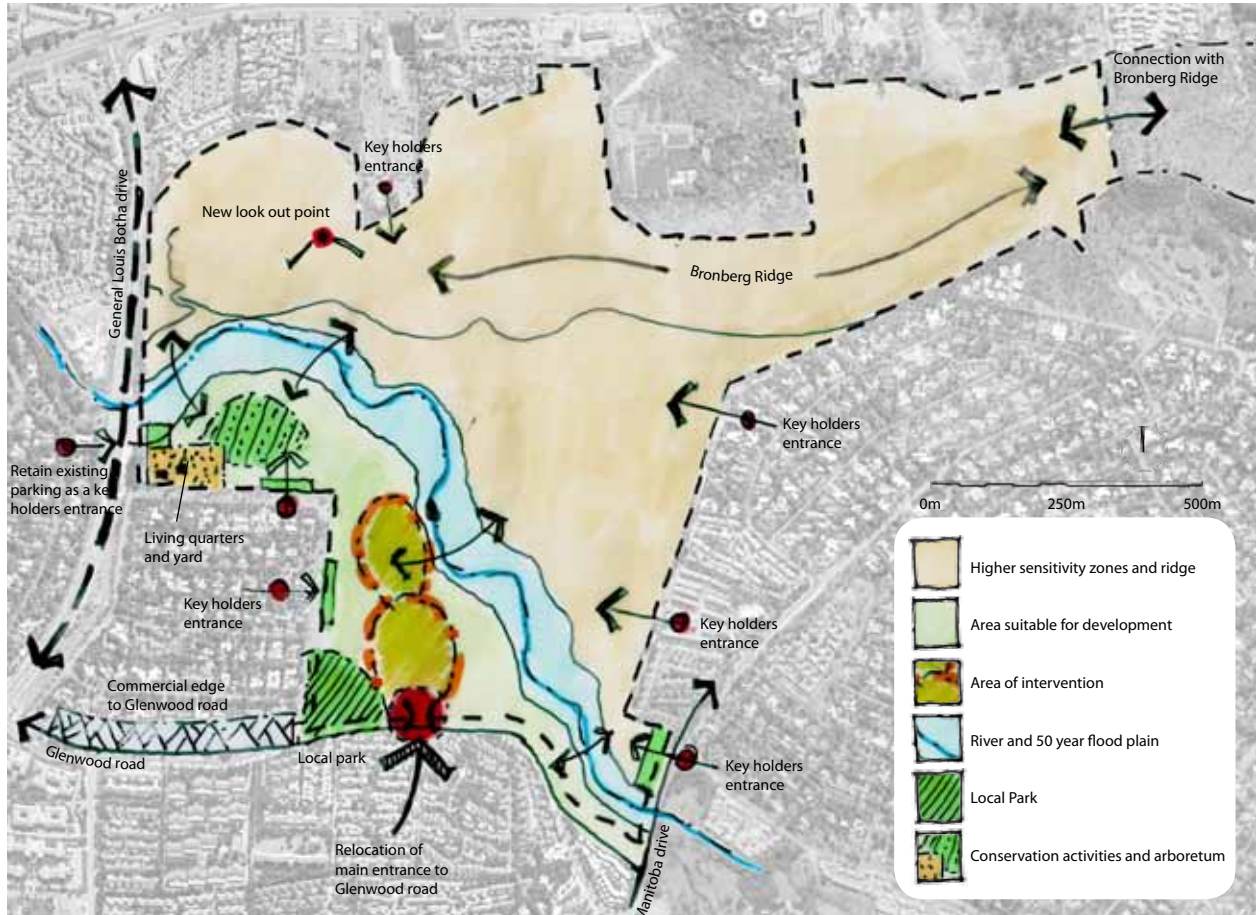 Connection with
Bronberg Ridge
General Louis Botha drive
Key holders
entrance
New look out point
Bronberg Ridge
Key holders
entrance
Retain existing
parking as a key
holders entrance
Living quarters
and yard
Key holders
entrance
Key holders
entrance
Commercial edge
to Glenwood road
Glenwood road
Local park
Key holders
entrance
Relocation of
main entrance to
Glenwood road
Manitoba drive
0m
250m
500m
Higher sensitivity zones and ridge
Area suitable for development
Area of intervention
River and 50 year flood plain
Local Park
Conservation activities and arboretum